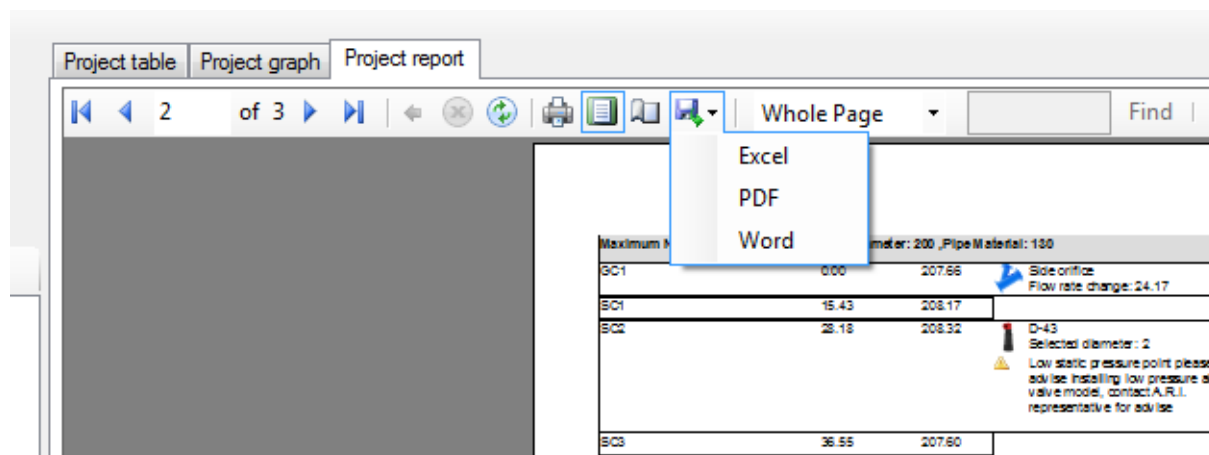 Project table Project graph Project report
2 of 3 Whole Page Find
Excel
PDF
Word
Maximum meter: 200 ,Pipe Material: 130
GC1 0.00 207.66 Side orifice
Flow rate change: 24.17
SC1 15.43 208.17
SC2 28.18 208.32 D-43
Selected diameter: 2
Low static pressure point please
advise installing low pressure a
valve model, contact A.R.I.
representative for advise
SC3 36.55 207.60